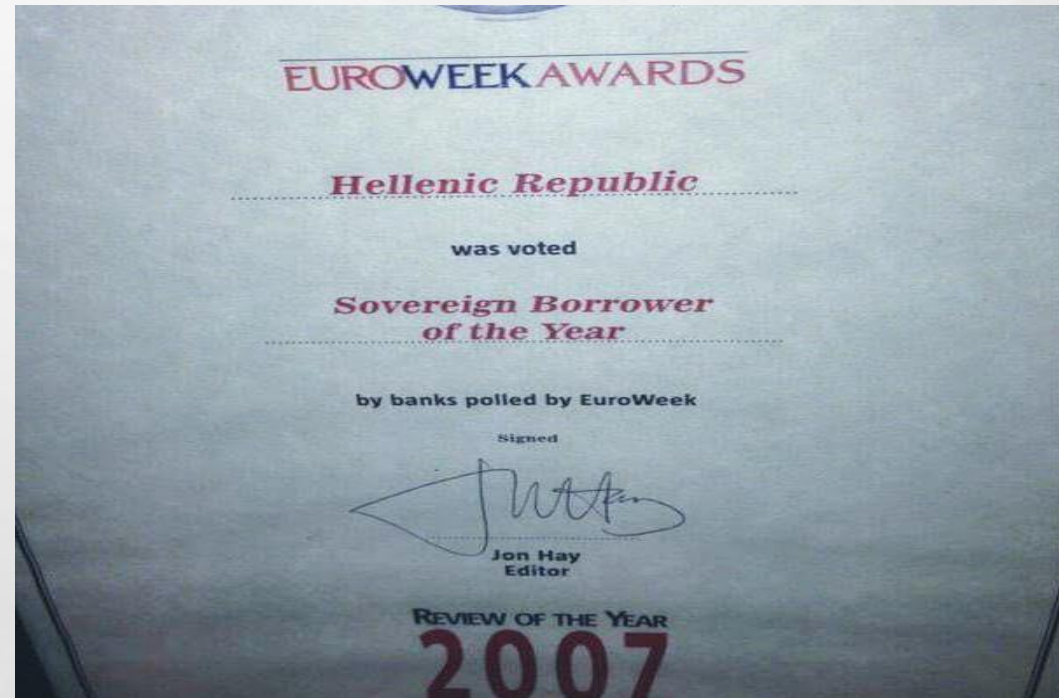 EUROWEEK AWARDS
Hellenic Republic
was voted
Sovereign Borrower
of the Year
by banks polled by EuroWeek
Signed
Jon Hay
Editor
REVIEW OF THE YEAR
2007